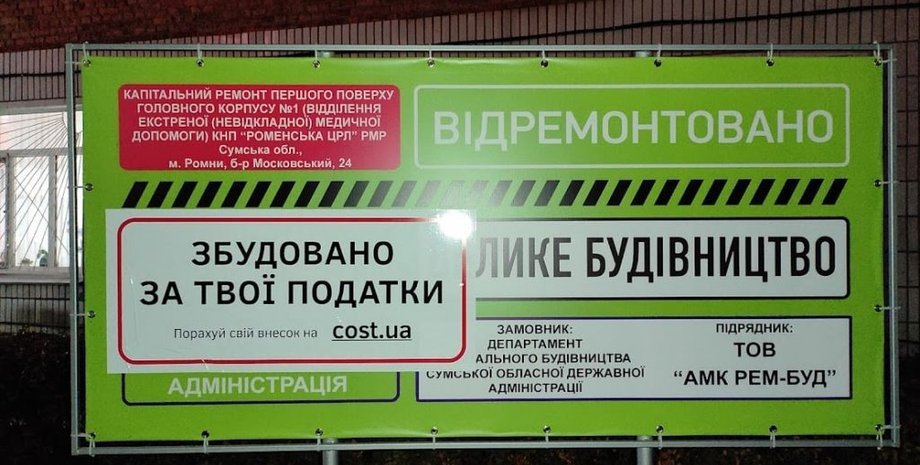 КАПІТАЛЬНИЙ РЕМОНТ ПЕРШОГО ПОВЕРХУ
ГОЛОВНОГО КОРПУСУ №1 (ВІДДІЛЕННЯ
ЕКСТРЕНОЇ (НЕВІДКЛАДНОЇ) МЕДИЧНОЇ
ДОПОМОГИ) КНП "РОМЕНСЬКА ЦРЛ" РМР
Сумська обл.,
м. Ромни, б-р Московський, 24
ВІДРЕМОНТОВАНО
ЗБУДОВАНО
ЗА ТВОЇ ПОДАТКИ
Порахуй свій внесок на cost.ua
ЛИКЕ БУДІВНИЦТВО
АДМІНІСТРАЦІЯ
ЗАМОВНИК:
ДЕПАРТАМЕНТ
АЛЬНОГО БУДІВНИЦТВА
СУМСЬКОЇ ОБЛАСНОЇ ДЕРЖАВНОЇ
АДМІНІСТРАЦІЇ
ПІДРЯДНИК:
ТОВ
"АМК РЕМ-БУД"